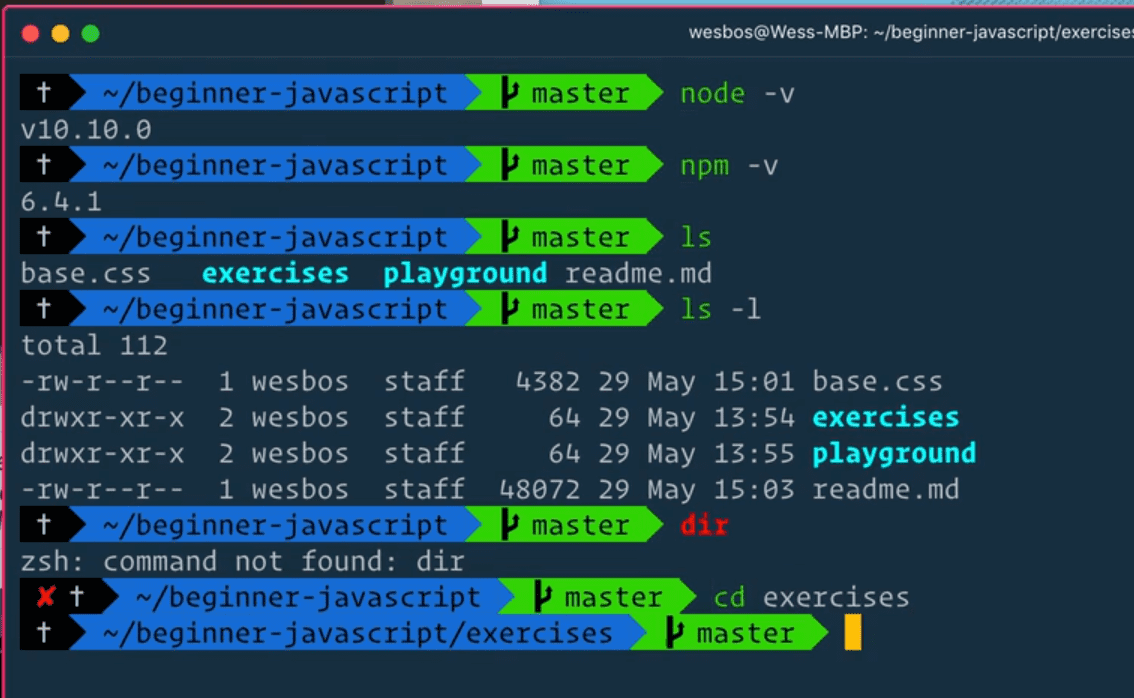 wesbos@Wess-MBP: ~/beginner-javascript/exercises
† ~/beginner-javascript master node -v
v10.10.0
† ~/beginner-javascript master npm -v
6.4.1
† ~/beginner-javascript master ls
base.css exercises playground readme.md
† ~/beginner-javascript master ls -l
total 112
-rw-r--r-- 1 wesbos staff 4382 29 May 15:01 base.css
drwxr-xr-x 2 wesbos staff 64 29 May 13:54 exercises
drwxr-xr-x 2 wesbos staff 64 29 May 13:55 playground
-rw-r--r-- 1 wesbos staff 48072 29 May 15:03 readme.md
† ~/beginner-javascript master dir
zsh: command not found: dir
✘ † ~/beginner-javascript master cd exercises
† ~/beginner-javascript/exercises master